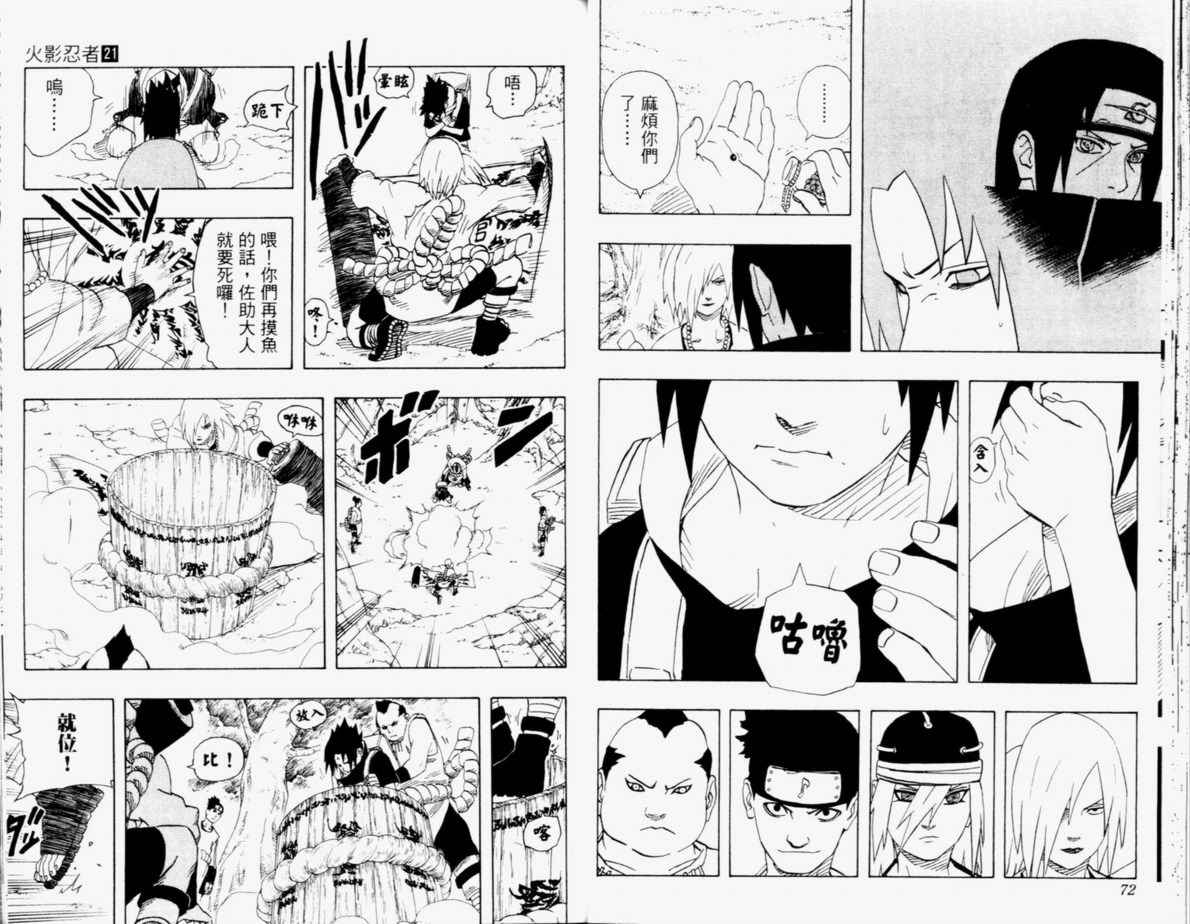 ………
麻煩你們
了………
含入
咕嚕
72
火影忍者21
唔…
暈眩
咚！
跪下
嗚……
喂！你們再摸魚
的話，佐助大人
就要死囉！
ボン
咻咻
喀
放入
比！
就位！
ダッ